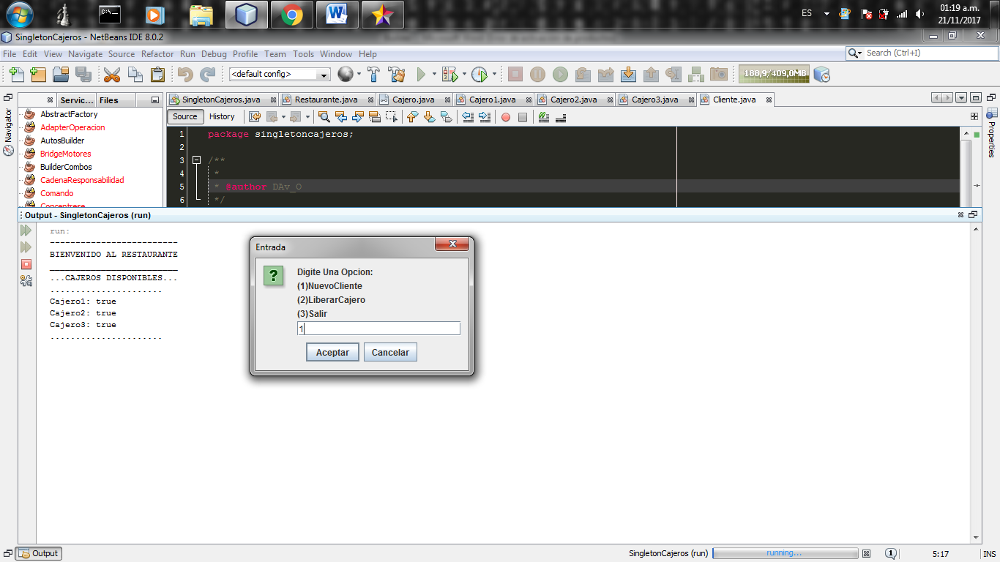 ES
01:19 a.m.
21/11/2017
SingletonCajeros - NetBeans IDE 8.0.2
File Edit View Navigate Source Refactor Run Debug Profile Team Tools Window Help
Search (Ctrl+I)
<default config>
188,9/409,0MB
Servic... Files
SingletonCajeros.java Restaurante.java Cajero.java Cajero1.java Cajero2.java Cajero3.java Cliente.java
Source History
Navigator
Properties
AbstractFactory
AdapterOperacion
AutosBuilder
BridgeMotores
BuilderCombos
CadenaResponsabilidad
Comando
Concentrese
1 package singletoncajeros;
2
3 /**
4 *
5 * @author DAv_O
6 */
Output - SingletonCajeros (run)
run:
-------------------------
BIENVENIDO AL RESTAURANTE
_________________________
...CAJEROS DISPONIBLES...
......................
Cajero1: true
Cajero2: true
Cajero3: true
......................
Entrada
Digite Una Opcion:
(1)NuevoCliente
(2)LiberarCajero
(3)Salir
1
Aceptar Cancelar
Output
SingletonCajeros (run) running... 1 5:17 INS